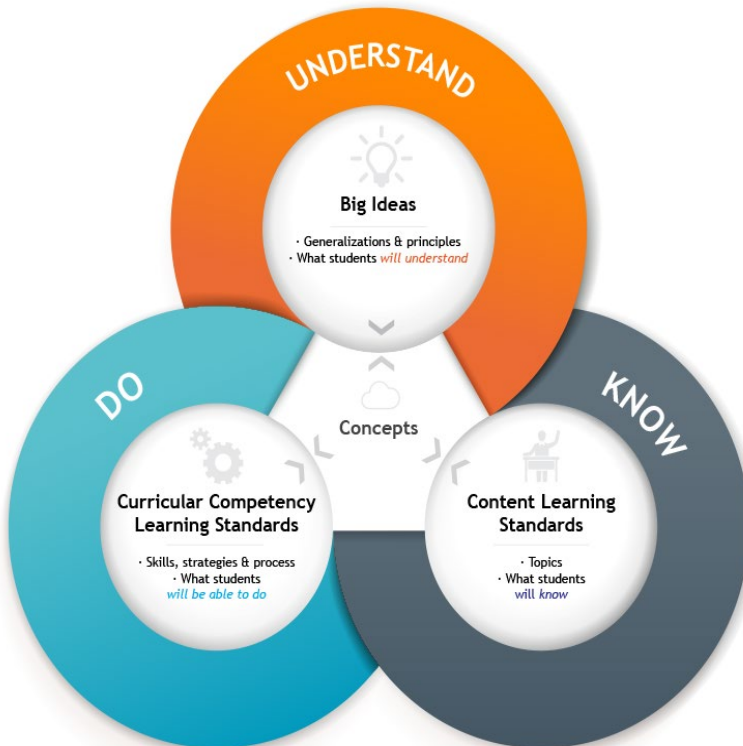 UNDERSTAND
Big Ideas
· Generalizations & principles
· What students will understand
DO
KNOW
Concepts
Curricular Competency
Learning Standards
· Skills, strategies & process
· What students
will be able to do
Content Learning
Standards
· Topics
· What students
will know